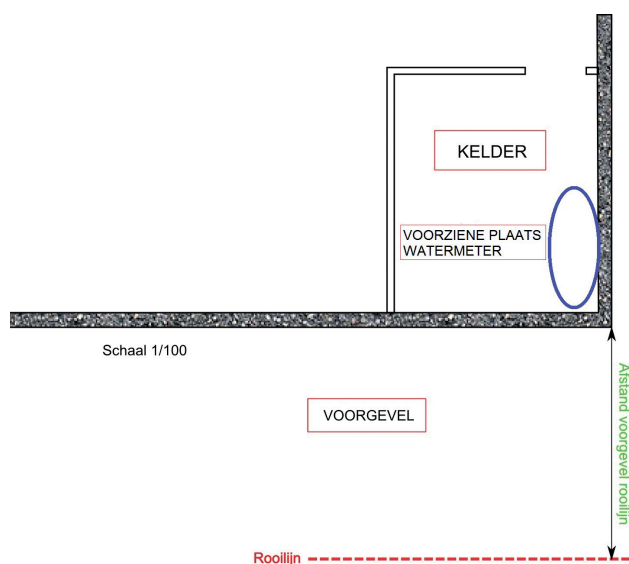 KELDER
VOORZIENE PLAATS
WATERMETER
Schaal 1/100
VOORGEVEL
Afstand voorgevel rooilijn
Rooilijn